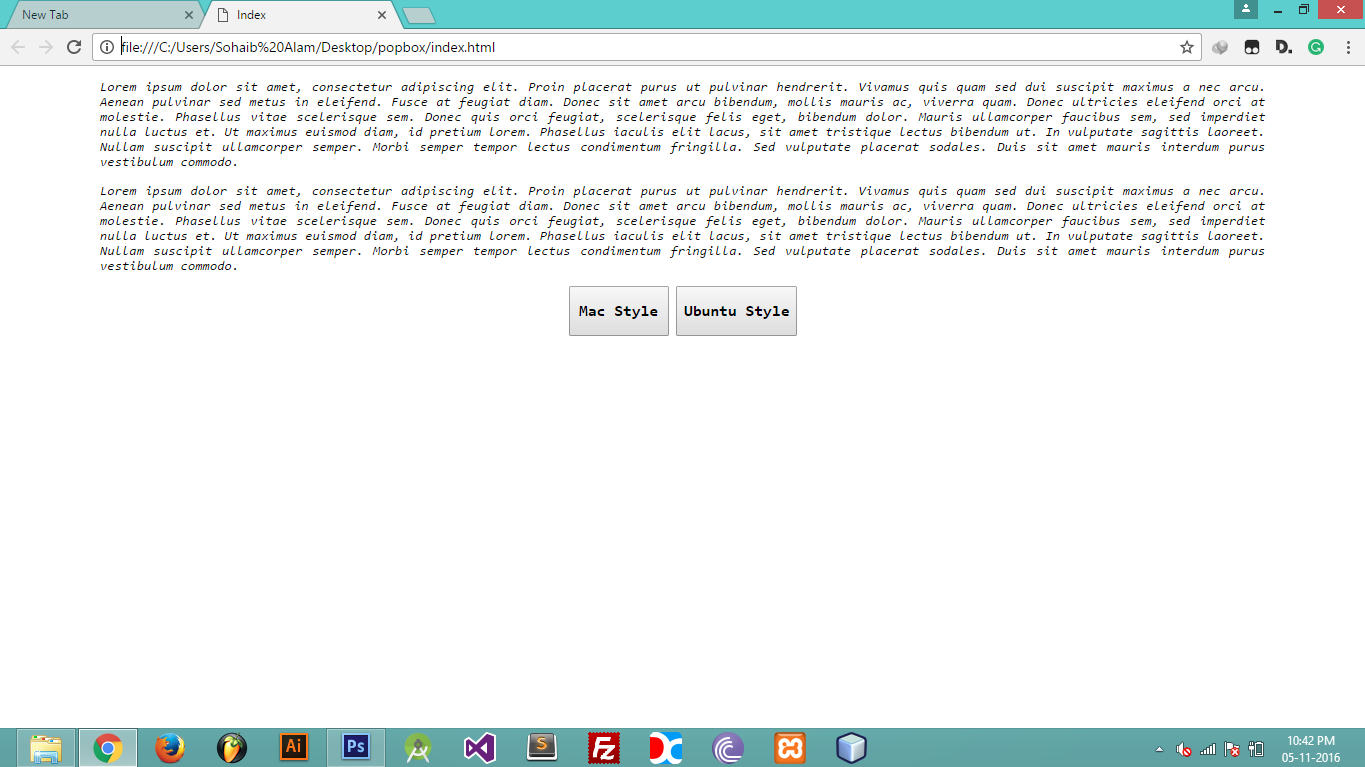 New Tab
Index
file:///C:/Users/Sohaib%20Alam/Desktop/popbox/index.html
D.
Lorem ipsum dolor sit amet, consectetur adipiscing elit. Proin placerat purus ut pulvinar hendrerit. Vivamus quis quam sed dui suscipit maximus a nec arcu.
Aenean pulvinar sed metus in eleifend. Fusce at feugiat diam. Donec sit amet arcu bibendum, mollis mauris ac, viverra quam. Donec ultricies eleifend orci at
molestie. Phasellus vitae scelerisque sem. Donec quis orci feugiat, scelerisque felis eget, bibendum dolor. Mauris ullamcorper faucibus sem, sed imperdiet
nulla luctus et. Ut maximus euismod diam, id pretium lorem. Phasellus iaculis elit lacus, sit amet tristique lectus bibendum ut. In vulputate sagittis laoreet.
Nullam suscipit ullamcorper semper. Morbi semper tempor lectus condimentum fringilla. Sed vulputate placerat sodales. Duis sit amet mauris interdum purus
vestibulum commodo.
Lorem ipsum dolor sit amet, consectetur adipiscing elit. Proin placerat purus ut pulvinar hendrerit. Vivamus quis quam sed dui suscipit maximus a nec arcu.
Aenean pulvinar sed metus in eleifend. Fusce at feugiat diam. Donec sit amet arcu bibendum, mollis mauris ac, viverra quam. Donec ultricies eleifend orci at
molestie. Phasellus vitae scelerisque sem. Donec quis orci feugiat, scelerisque felis eget, bibendum dolor. Mauris ullamcorper faucibus sem, sed imperdiet
nulla luctus et. Ut maximus euismod diam, id pretium lorem. Phasellus iaculis elit lacus, sit amet tristique lectus bibendum ut. In vulputate sagittis laoreet.
Nullam suscipit ullamcorper semper. Morbi semper tempor lectus condimentum fringilla. Sed vulputate placerat sodales. Duis sit amet mauris interdum purus
vestibulum commodo.
Mac Style Ubuntu Style
Ai Ps S Fz
10:42 PM
05-11-2016